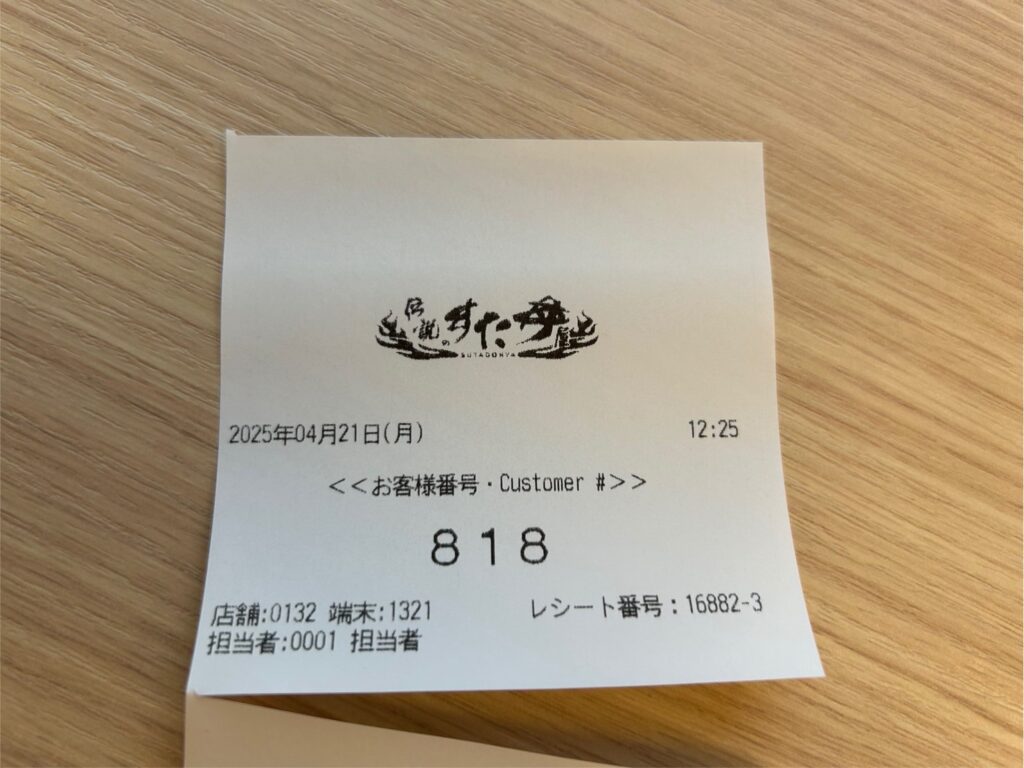 伝説のすた丼屋
SUTADONYA
2025年04月21日(月) 12:25
<<お客様番号・Customer #>>
818
店舗:0132 端末:1321 レシート番号:16882-3
担当者:0001 担当者